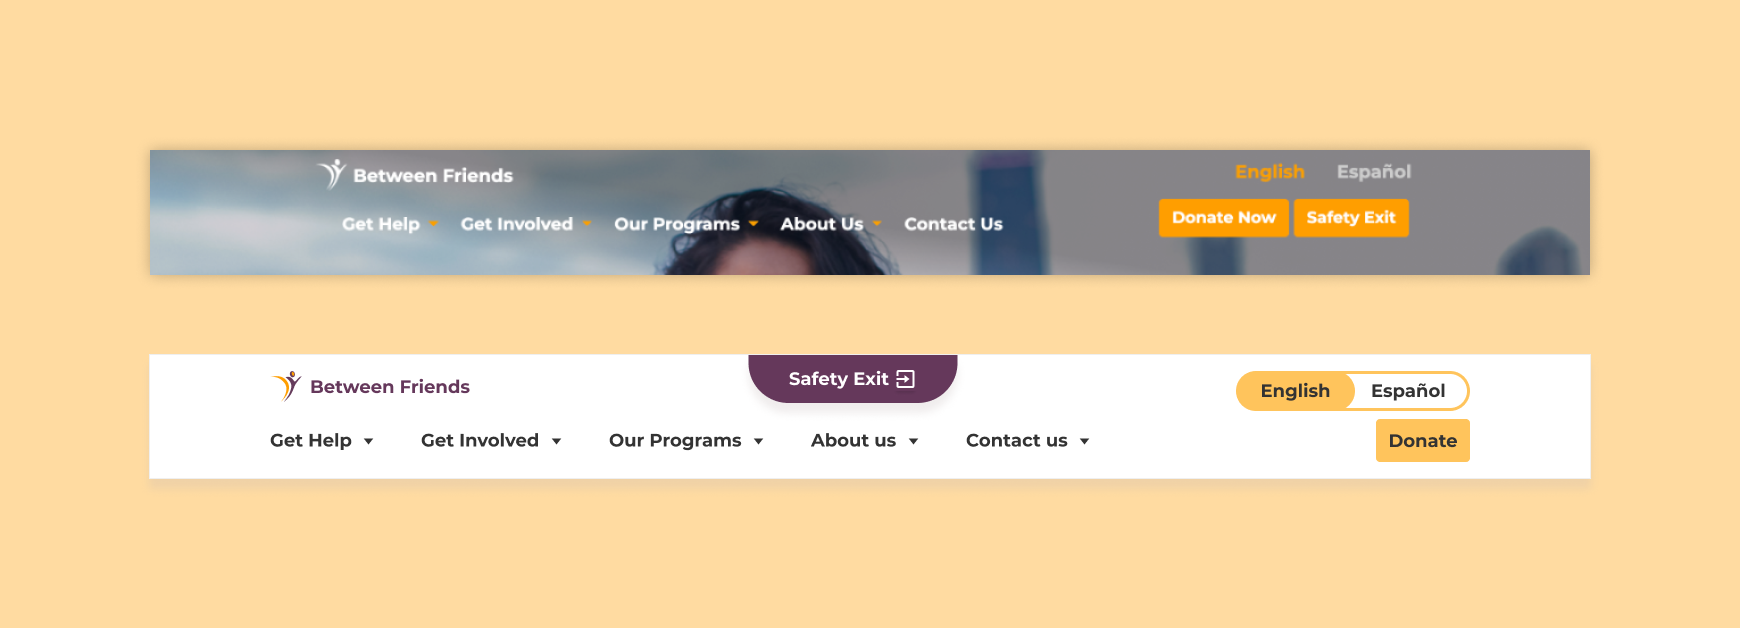 Between Friends
English Español
Get Help Get Involved Our Programs About Us Contact Us
Donate Now Safety Exit
Between Friends
Safety Exit
English Español
Get Help Get Involved Our Programs About us Contact us
Donate